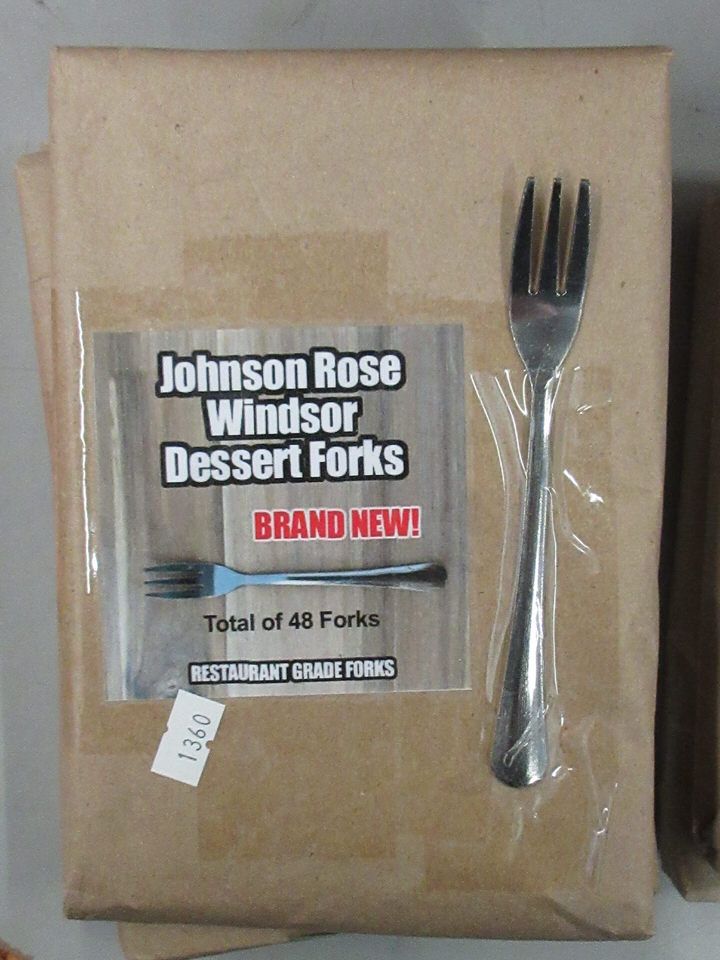 Johnson Rose
Windsor
Dessert Forks
BRAND NEW!
Total of 48 Forks
RESTAURANT GRADE FORKS
1360